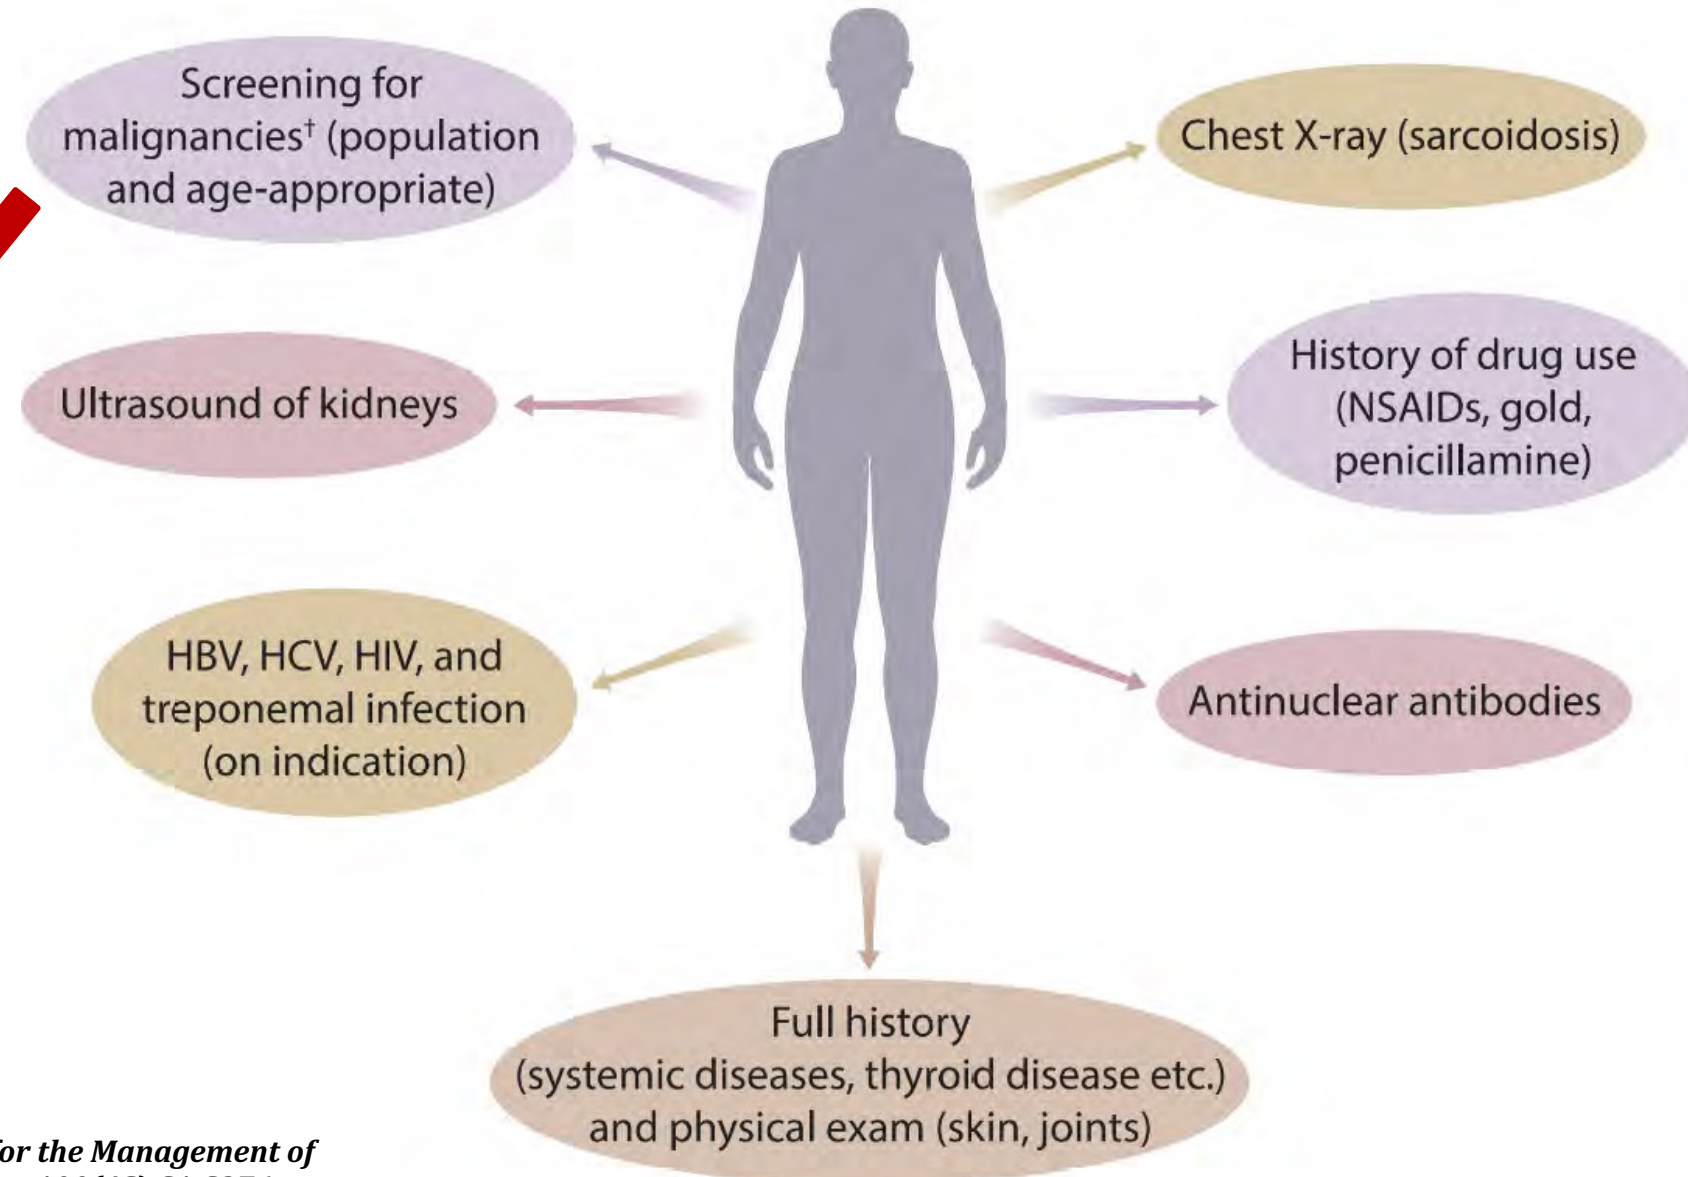 Screening for
malignancies† (population
and age-appropriate)
Chest X-ray (sarcoidosis)
Ultrasound of kidneys
History of drug use
(NSAIDs, gold,
penicillamine)
HBV, HCV, HIV, and
treponemal infection
(on indication)
Antinuclear antibodies
Full history
(systemic diseases, thyroid disease etc.)
and physical exam (skin, joints)
for the Management of